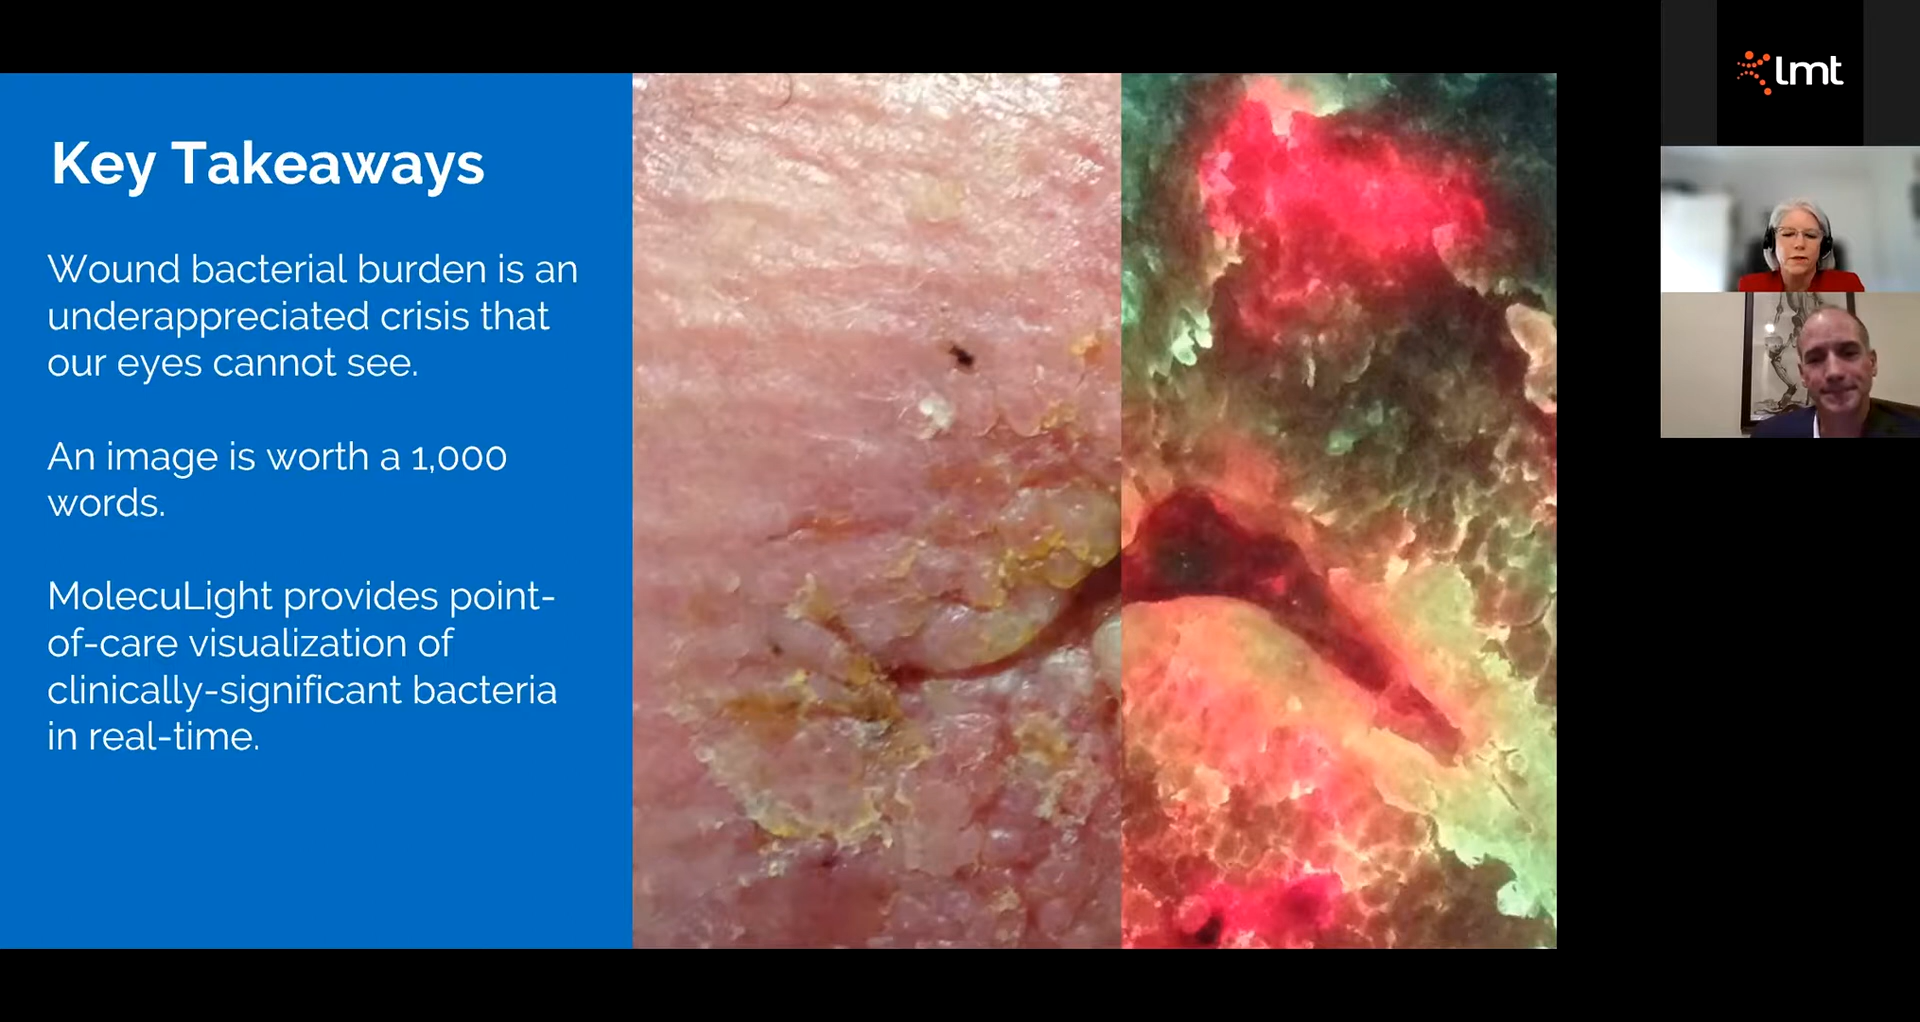 Key Takeaways
Wound bacterial burden is an
underappreciated crisis that
our eyes cannot see.
An image is worth a 1,000
words.
MolecuLight provides point-
of-care visualization of
clinically-significant bacteria
in real-time.
lmt